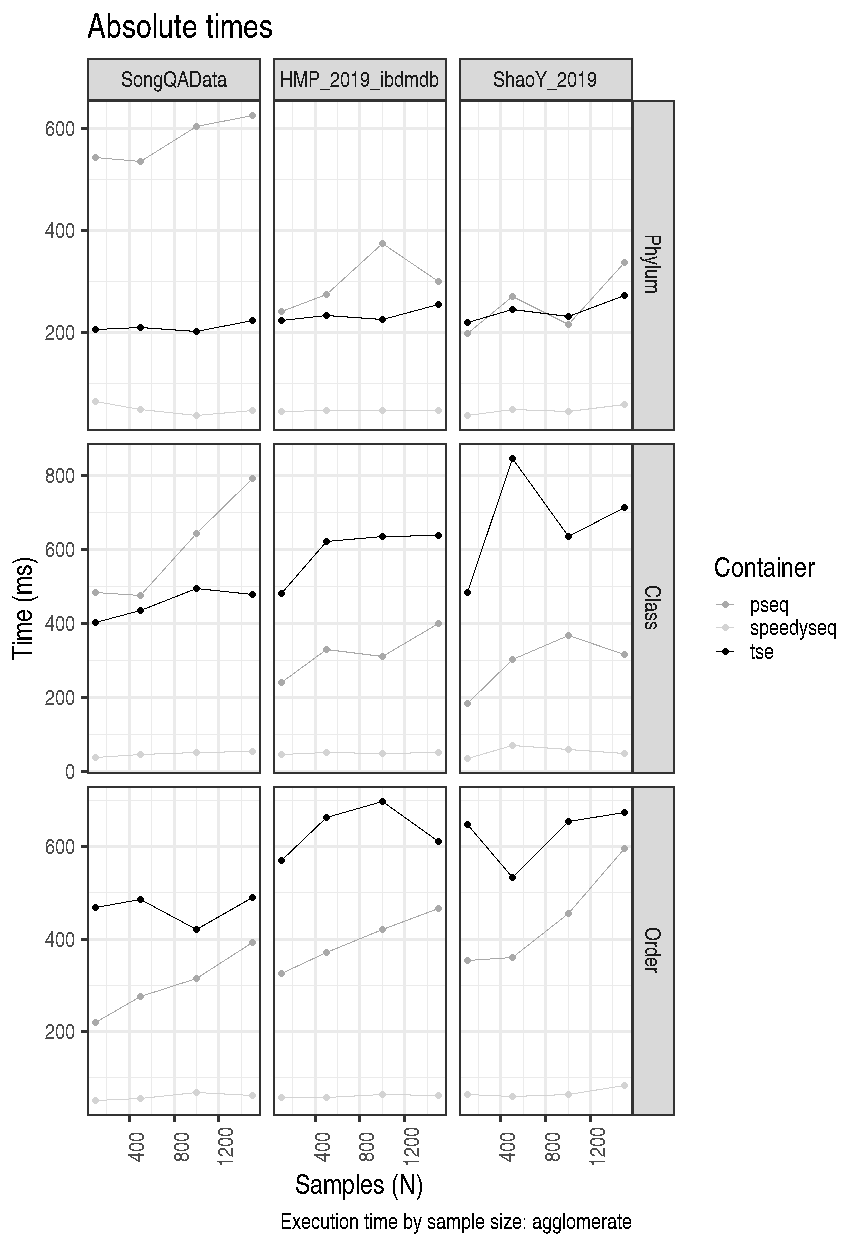 Absolute times
SongQAData
HMP_2019_ibdmdb
ShaoY_2019
600
400
200
Phylum
800
600
400
200
0
Class
Time (ms)
Container
pseq
speedyseq
tse
600
400
200
Order
400
800
1200
400
800
1200
400
800
1200
Samples (N)
Execution time by sample size: agglomerate